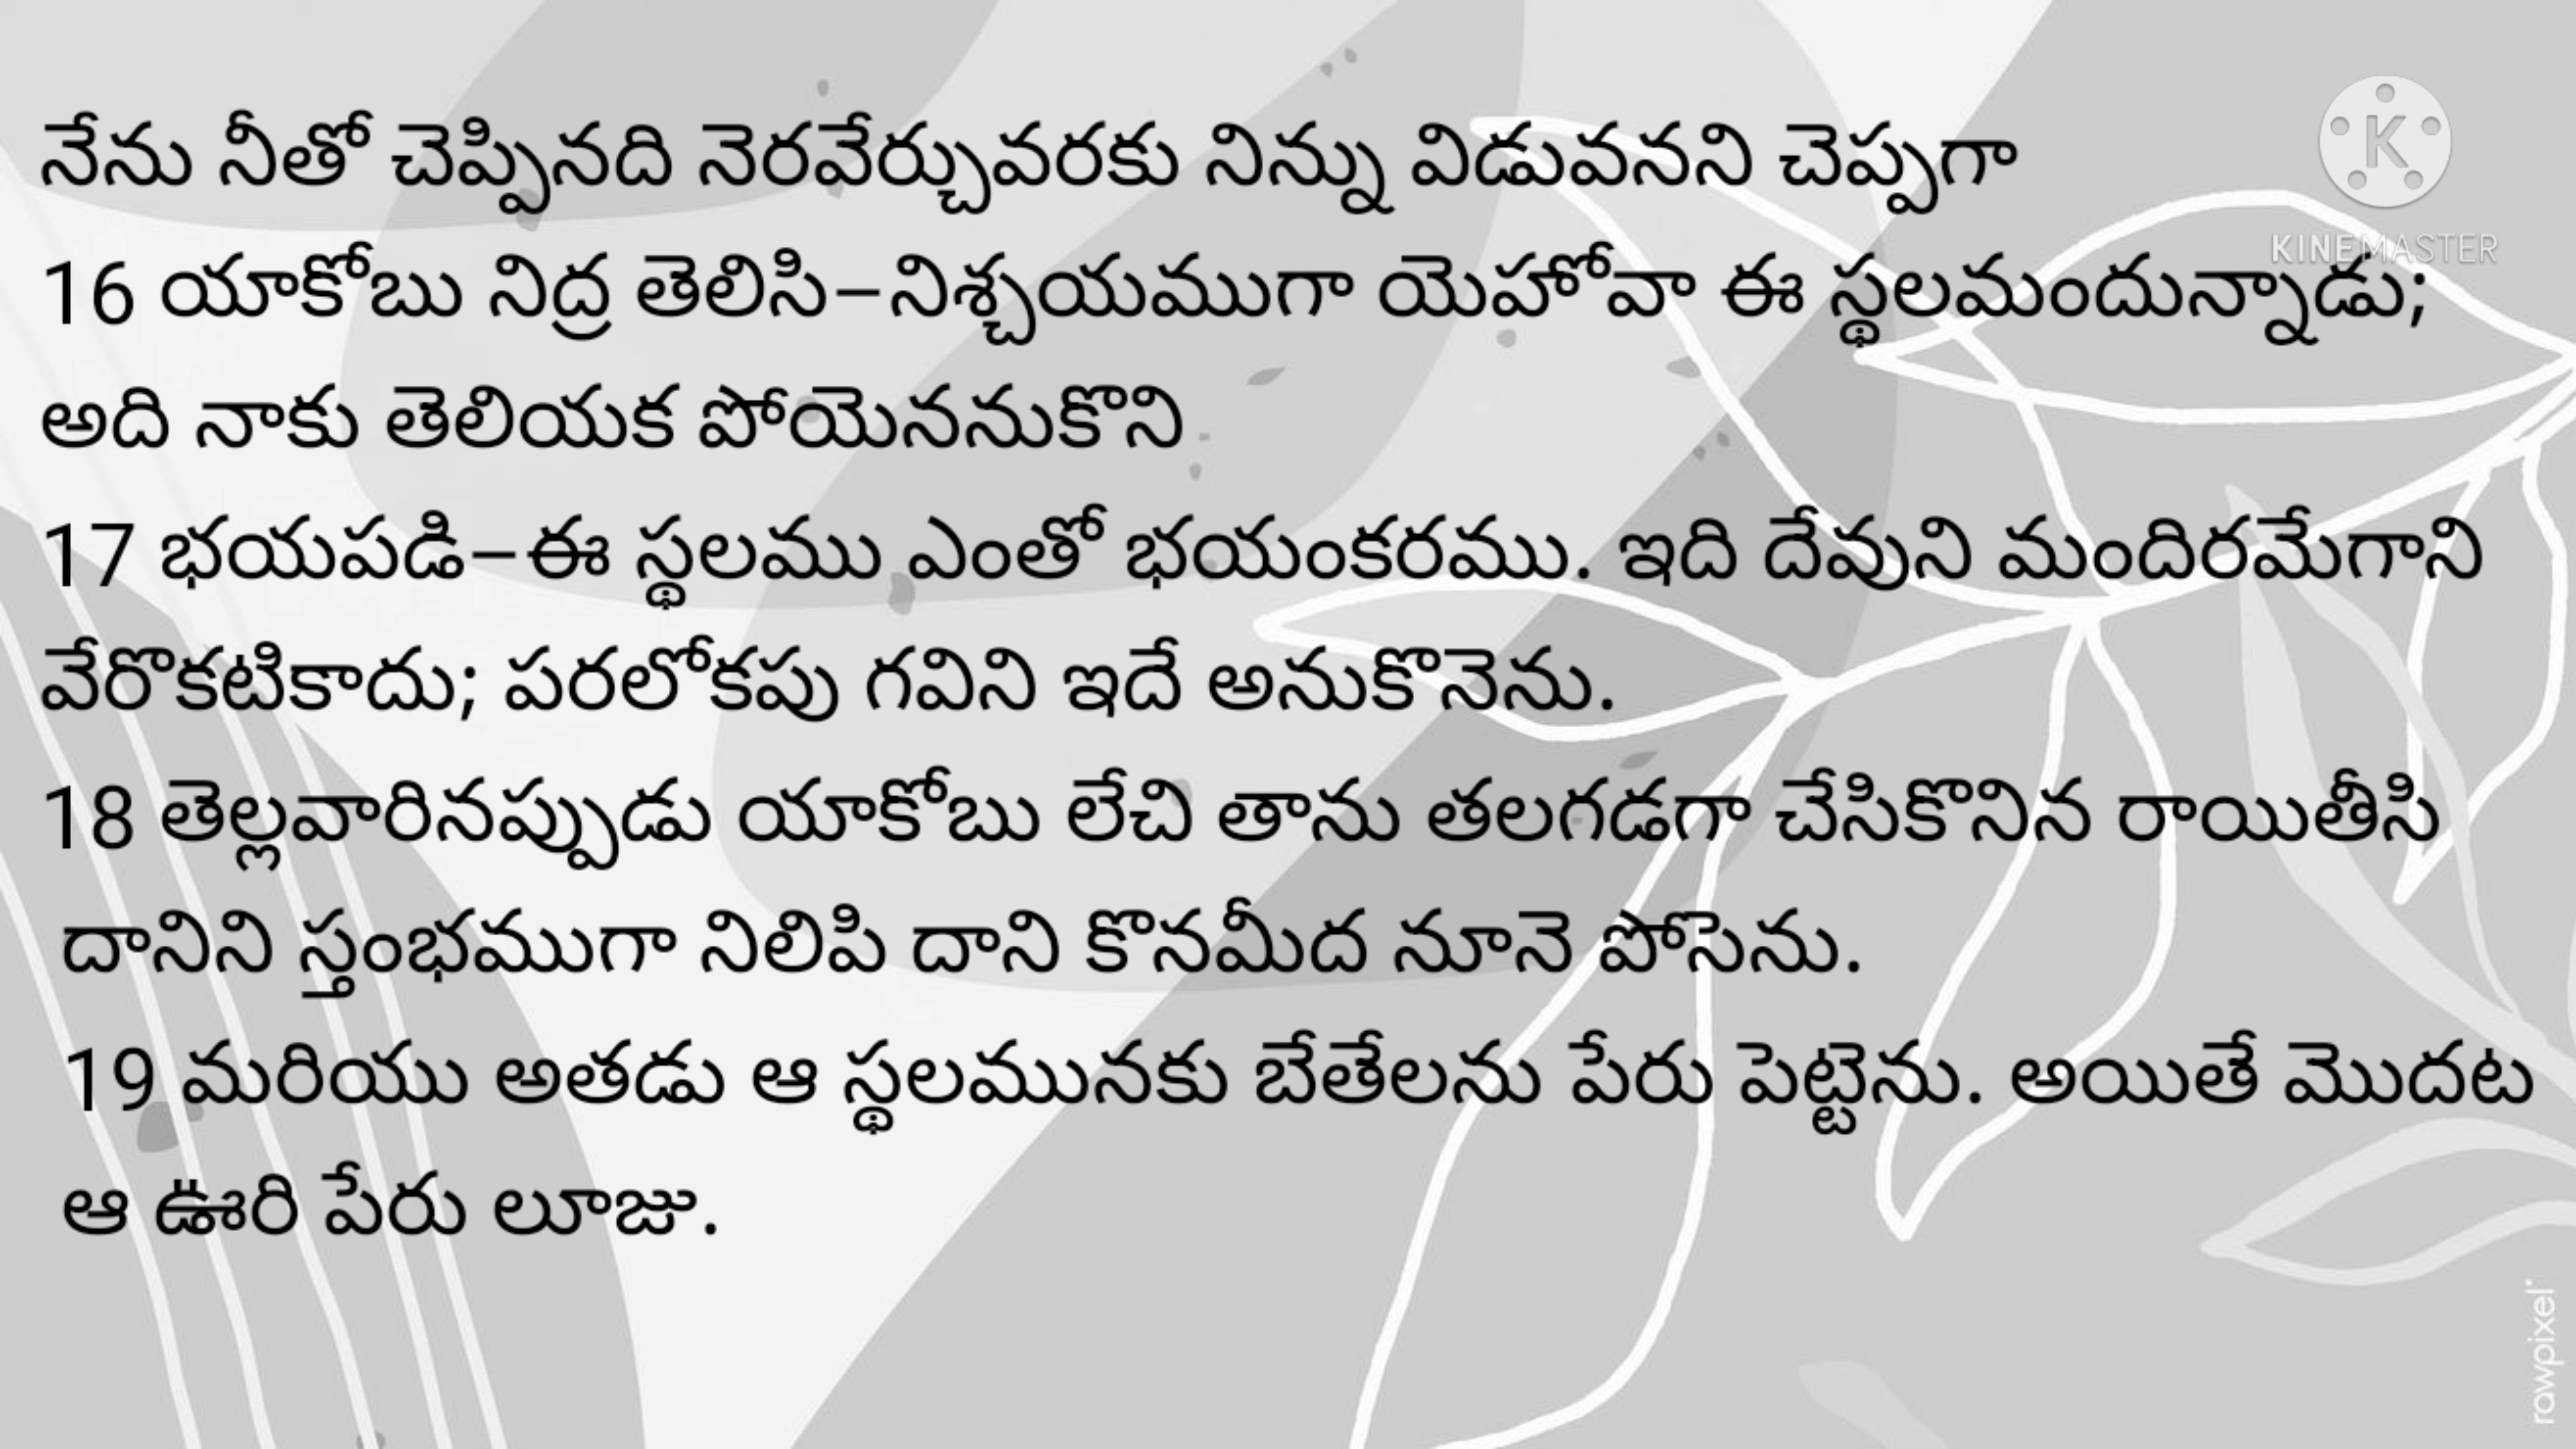 నేను నీతో చెప్పినది నెరవేర్చువరకు నిన్ను విడువనని చెప్పగా
16 యాకోబు నిద్ర తెలిసి–నిశ్చయముగా యెహోవా ఈ స్థలమందున్నాడు;
అది నాకు తెలియక పోయెననుకొని
17 భయపడి–ఈ స్థలము ఎంతో భయంకరము. ఇది దేవుని మందిరమేగాని
వేరొకటికాదు; పరలోకపు గవిని ఇదే అనుకొనెను.
18 తెల్లవారినప్పుడు యాకోబు లేచి తాను తలగడగా చేసికొనిన రాయితీసి
దానిని స్తంభముగా నిలిపి దాని కొనమీద నూనె పోసెను.
19 మరియు అతడు ఆ స్థలమునకు బేతేలను పేరు పెట్టెను. అయితే మొదట
ఆ ఊరి పేరు లూజు.
K
KINEMASTER
rawpixel